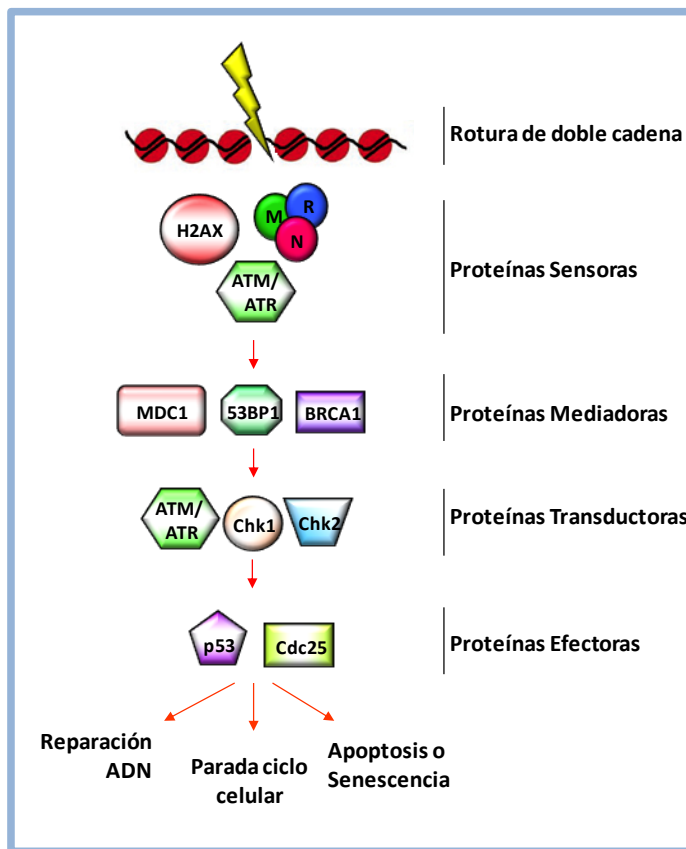 Rotura de doble cadena
H2AX
M
R
N
ATM/
ATR
Proteínas Sensoras
MDC1
53BP1
BRCA1
Proteínas Mediadoras
ATM/
ATR
Chk1
Chk2
Proteínas Transductoras
p53
Cdc25
Proteínas Efectoras
Reparación
ADN
Parada ciclo
celular
Apoptosis o
Senescencia